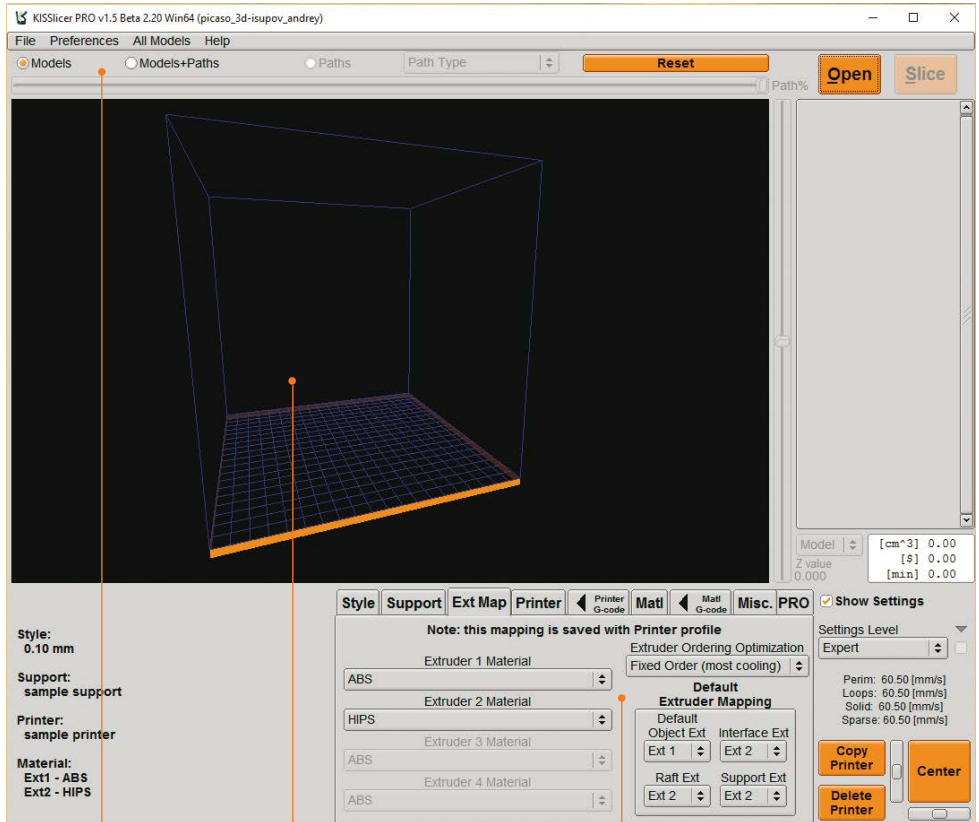 KISSlicer PRO v1.5 Beta 2.20 Win64 (picaso_3d-isupov_andrey)
File Preferences All Models Help
Models Models+Paths Paths Path Type Reset
Path%
Open Slice
Model
Z value
0.000
[cm^3] 0.00
[$] 0.00
[min] 0.00
Style:
0.10 mm
Support:
sample support
Printer:
sample printer
Material:
Ext1 - ABS
Ext2 - HIPS
Style Support Ext Map Printer Printer G-code Matl Matl G-code Misc. PRO
Note: this mapping is saved with Printer profile
Extruder 1 Material
ABS
Extruder 2 Material
HIPS
Extruder 3 Material
ABS
Extruder 4 Material
ABS
Extruder Ordering Optimization
Fixed Order (most cooling)
Default
Extruder Mapping
Default
Object Ext Interface Ext
Ext 1 Ext 2
Raft Ext Support Ext
Ext 2 Ext 2
Show Settings
Settings Level
Expert
Perim: 60.50 [mm/s]
Loops: 60.50 [mm/s]
Solid: 60.50 [mm/s]
Sparse: 60.50 [mm/s]
Copy
Printer
Center
Delete
Printer